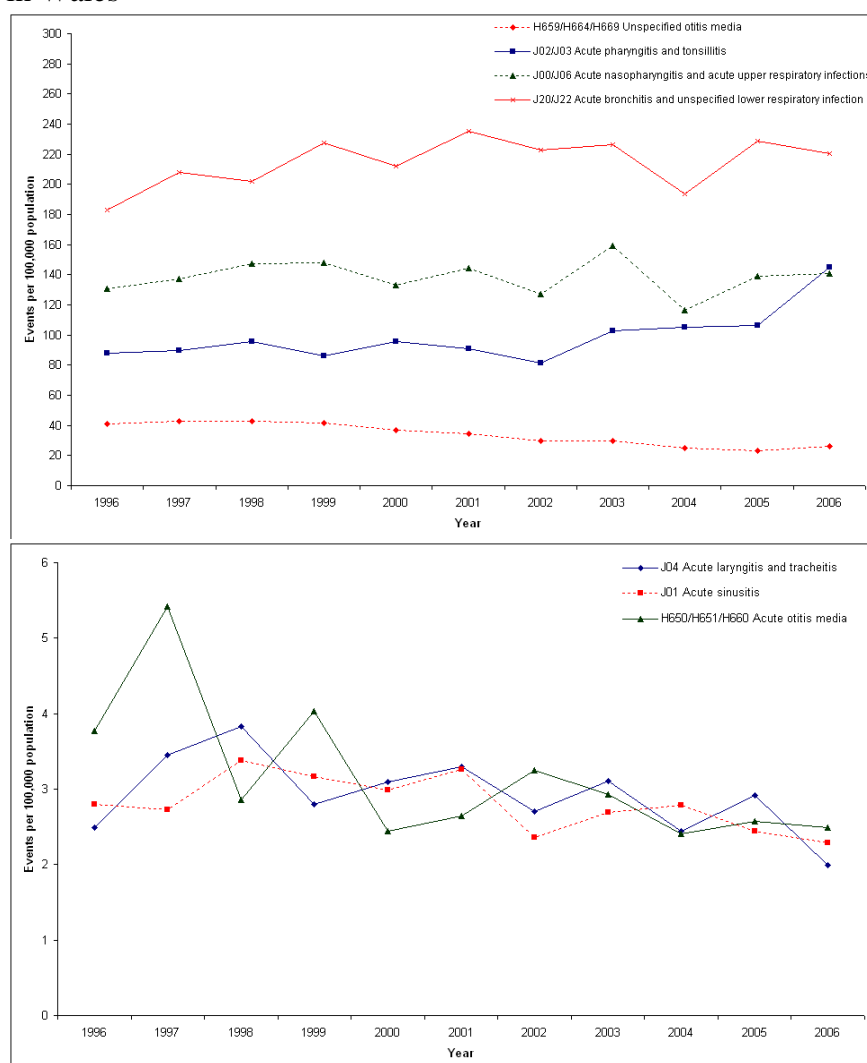 in Wales
H659/H664/H669 Unspecified otitis media
J02/J03 Acute pharyngitis and tonsillitis
J00/J06 Acute nasopharyngitis and acute upper respiratory infections
J20/J22 Acute bronchitis and unspecified lower respiratory infection
300
280
260
240
220
200
180
160
140
120
100
80
60
40
20
0
Events per 100,000 population
1996 1997 1998 1999 2000 2001 2002 2003 2004 2005 2006
Year
J04 Acute laryngitis and tracheitis
J01 Acute sinusitis
H650/H651/H660 Acute otitis media
6
5
4
3
2
1
0
Events per 100,000 population
1996 1997 1998 1999 2000 2001 2002 2003 2004 2005 2006
Year